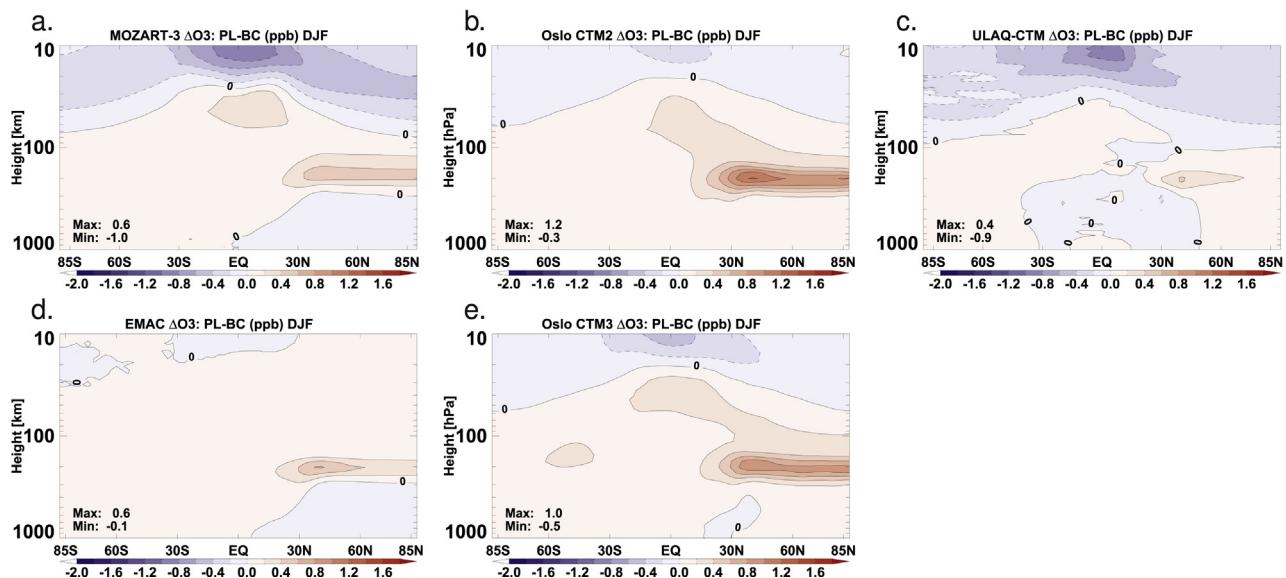 a.
MOZART-3 ΔO3: PL-BC (ppb) DJF
Height [km]
10
100
1000
0
0
0
0
Max: 0.6
Min: -1.0
85S 60S 30S EQ 30N 60N 85N
-2.0 -1.6 -1.2 -0.8 -0.4 0.0 0.4 0.8 1.2 1.6
b.
Oslo CTM2 ΔO3: PL-BC (ppb) DJF
Height [hPa]
10
100
1000
0
0
Max: 1.2
Min: -0.3
85S 60S 30S EQ 30N 60N 85N
-2.0 -1.6 -1.2 -0.8 -0.4 0.0 0.4 0.8 1.2 1.6
c.
ULAQ-CTM ΔO3: PL-BC (ppb) DJF
Height [km]
10
100
1000
0
0
0
0
0
0
0
0
0
0
Max: 0.4
Min: -0.9
85S 60S 30S EQ 30N 60N 85N
-2.0 -1.6 -1.2 -0.8 -0.4 0.0 0.4 0.8 1.2 1.6
d.
EMAC ΔO3: PL-BC (ppb) DJF
Height [km]
10
100
1000
0
0
0
Max: 0.6
Min: -0.1
85S 60S 30S EQ 30N 60N 85N
-2.0 -1.6 -1.2 -0.8 -0.4 0.0 0.4 0.8 1.2 1.6
e.
Oslo CTM3 ΔO3: PL-BC (ppb) DJF
Height [hPa]
10
100
1000
0
0
0
Max: 1.0
Min: -0.5
85S 60S 30S EQ 30N 60N 85N
-2.0 -1.6 -1.2 -0.8 -0.4 0.0 0.4 0.8 1.2 1.6